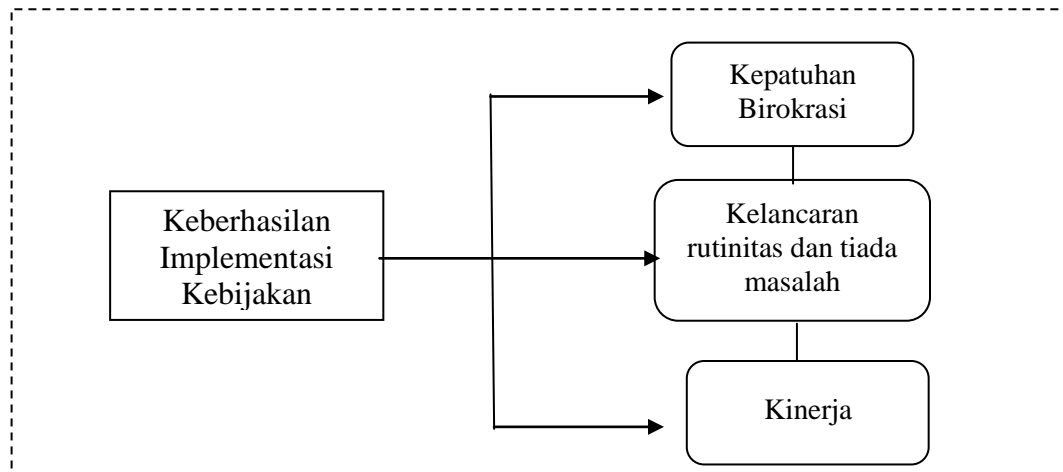 Kepatuhan
Birokrasi
Keberhasilan
Implementasi
Kebijakan
Kelancaran
rutinitas dan tiada
masalah
Kinerja